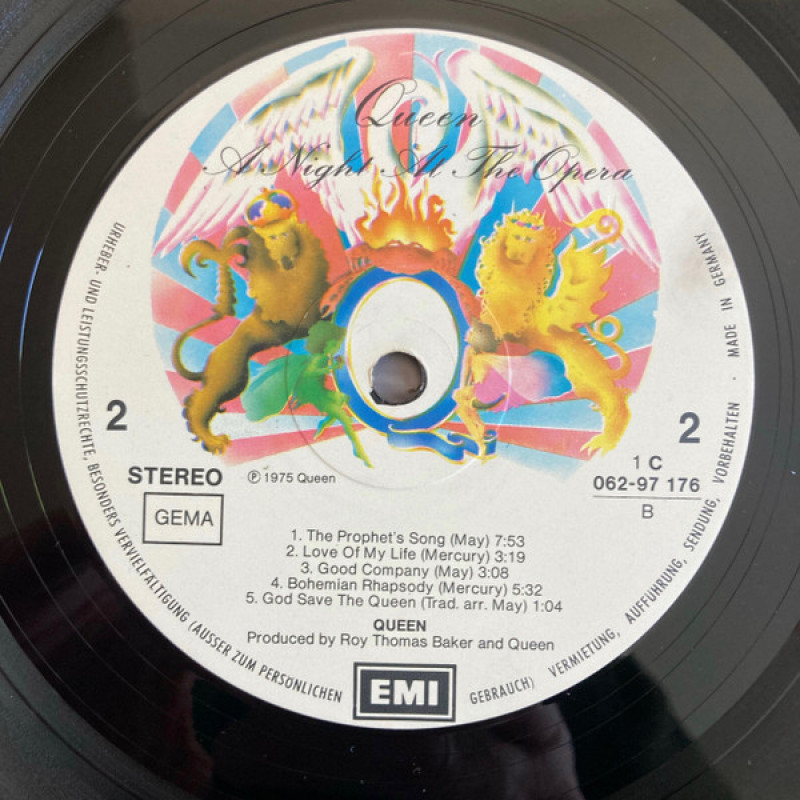 Queen
A Night At The Opera
2
2
STEREO
GEMA
℗ 1975 Queen
1 C
062-97 176
B
1. The Prophet's Song (May) 7:53
2. Love Of My Life (Mercury) 3:19
3. Good Company (May) 3:08
4. Bohemian Rhapsody (Mercury) 5:32
5. God Save The Queen (Trad. arr. May) 1:04
QUEEN
Produced by Roy Thomas Baker and Queen
EMI
URHEBER- UND LEISTUNGSSCHUTZRECHTE, BESONDERS VERVIELFÄLTIGUNG (AUSSER ZUM PERSÖNLICHEN GEBRAUCH) VERMIETUNG, AUFFÜHRUNG, SENDUNG, VORBEHALTEN · MADE IN GERMANY